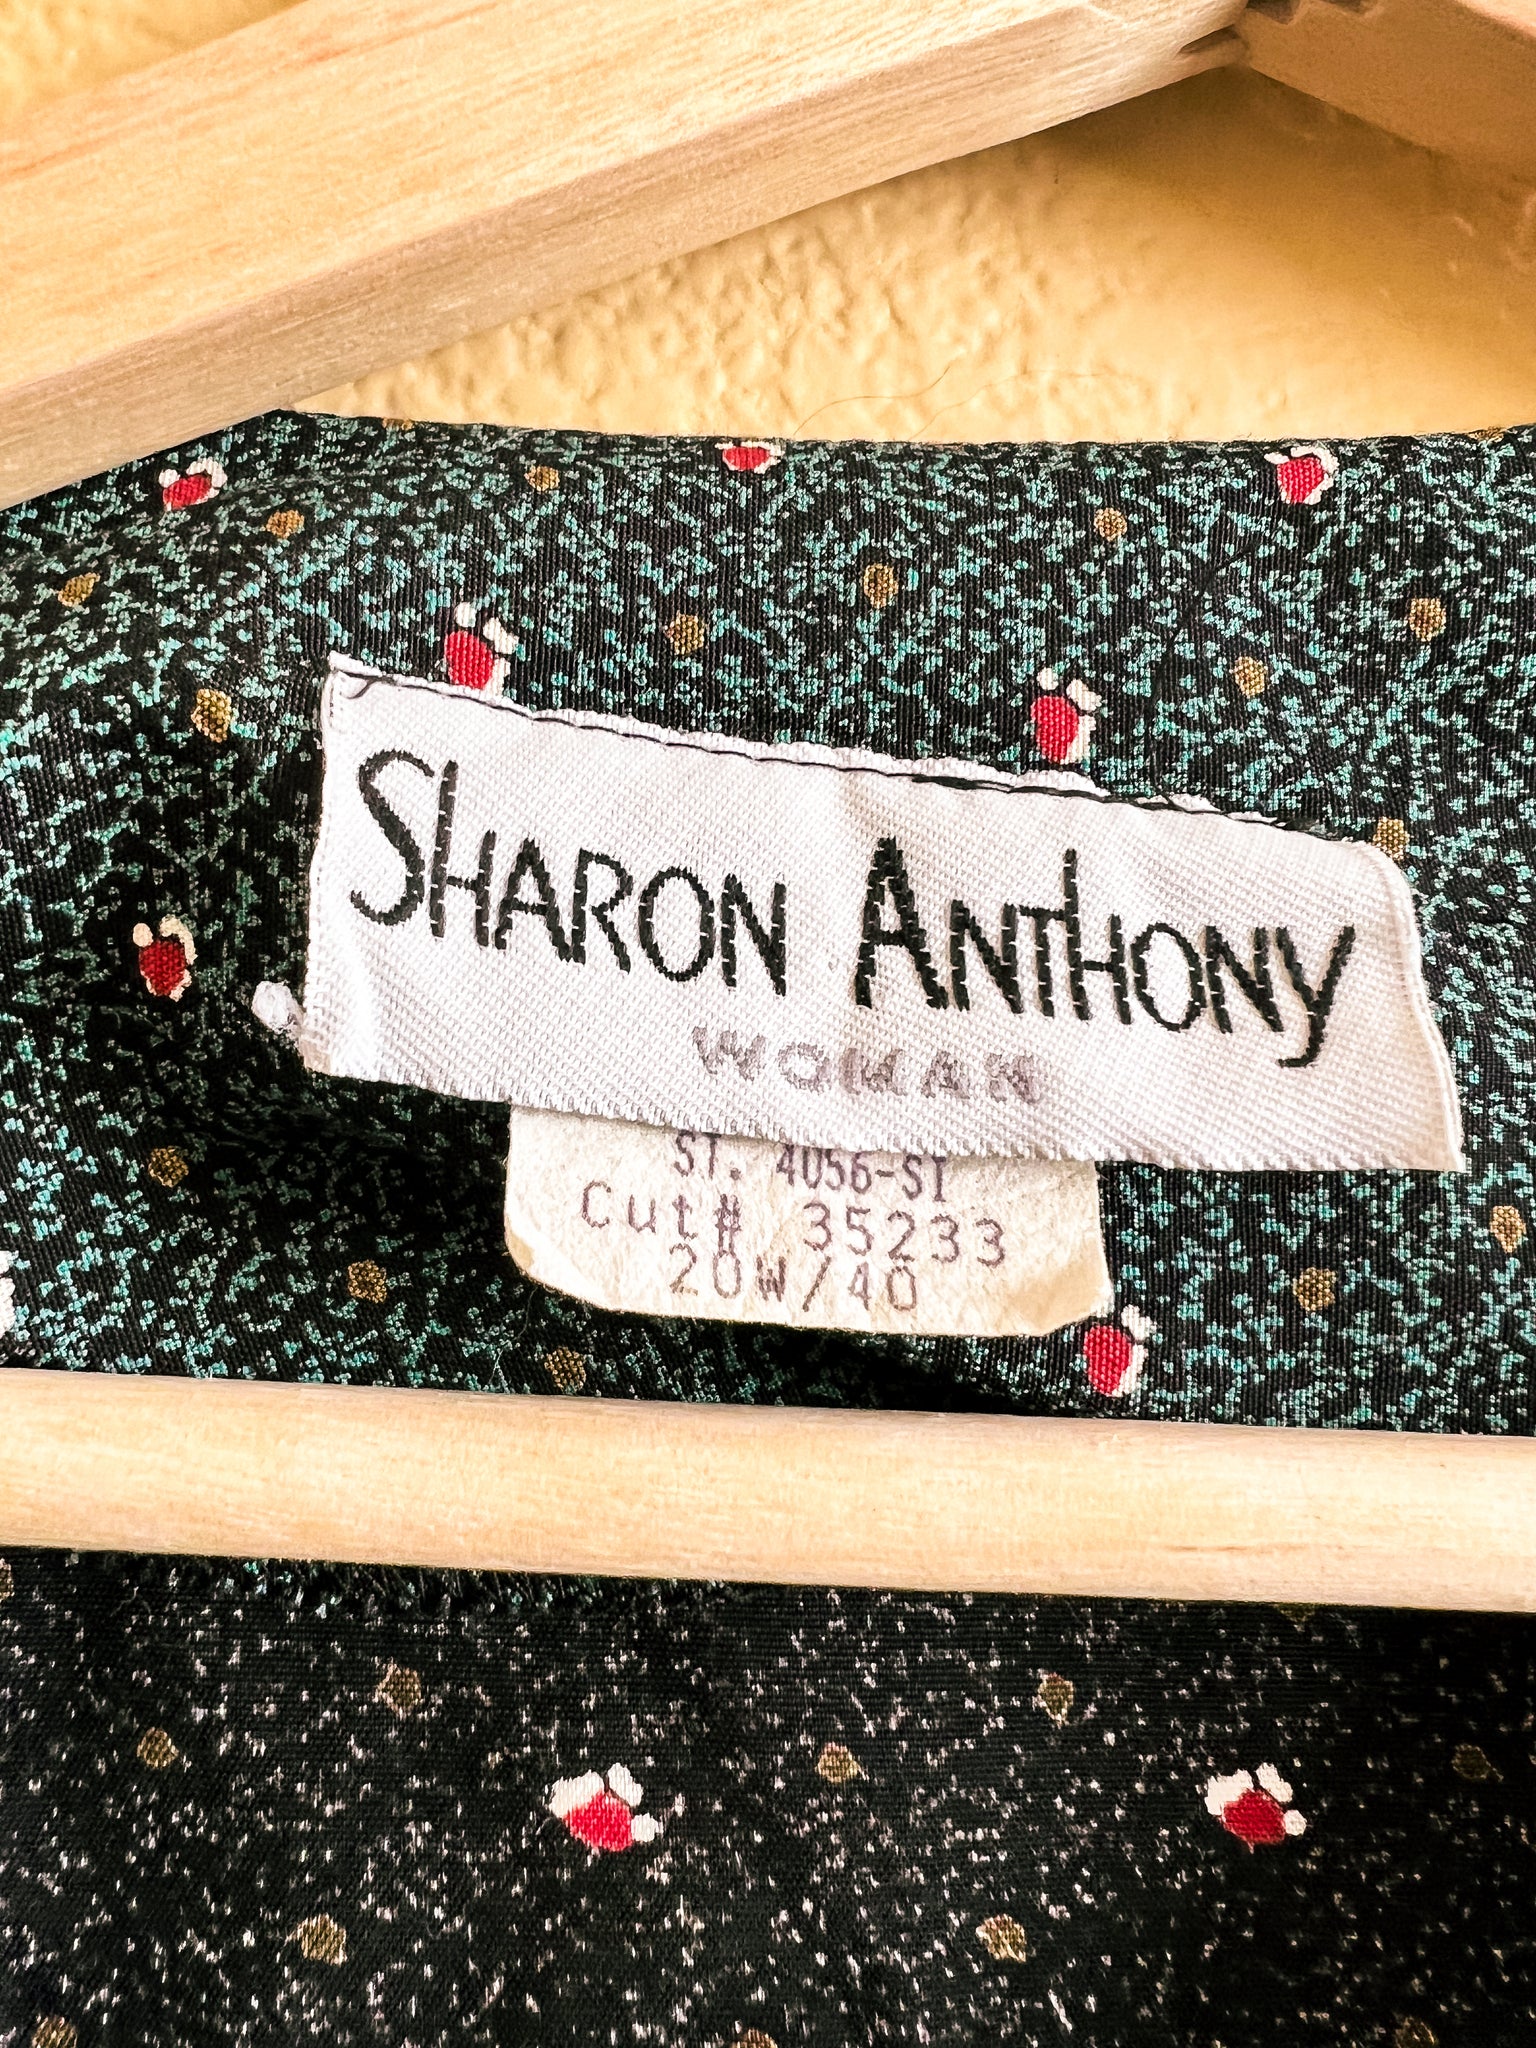 SHARON ANTHONY
WOMAN
ST. 4056-SI
Cut# 35233
20W/40